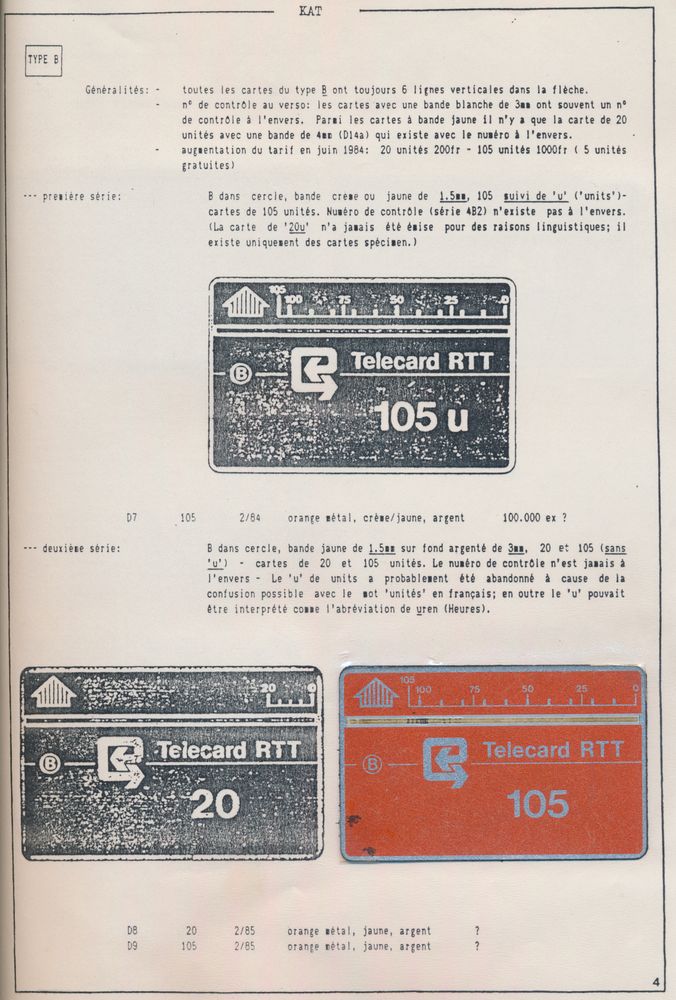 KAT
TYPE B
Généralités: - toutes les cartes du type B ont toujours 6 lignes verticales dans la flèche.
- n° de contrôle au verso: les cartes avec une bande blanche de 3mm ont souvent un n°
de contrôle à l'envers. Parmi les cartes à bande jaune il n'y a que la carte de 20
unités avec une bande de 4mm (D14a) qui existe avec le numéro à l'envers.
- augmentation du tarif en juin 1984: 20 unités 200fr - 105 unités 1000fr ( 5 unités
gratuites)
--- première série: B dans cercle, bande creme ou jaune de 1.5mm, 105 suivi de 'u' ('units')-
cartes de 105 unités. Numéro de contrôle (série 4B2) n'existe pas à l'envers.
(La carte de '20u' n'a jamais été émise pour des raisons linguistiques; il
existe uniquement des cartes spécimen.)
105
100 75 50 25 0
B Telecard RTT
105 u
D7 105 2/84 orange métal, crème/jaune, argent 100.000 ex ?
--- deuxième série: B dans cercle, bande jaune de 1.5mm sur fond argenté de 3mm, 20 et 105 (sans
'u') - cartes de 20 et 105 unités. Le numéro de contrôle n'est jamais à
l'envers - Le 'u' de units a probablement été abandonné à cause de la
confusion possible avec le mot 'unités' en français; en outre le 'u' pouvait
être interprété comme l'abréviation de uren (Heures).
20 0
B Telecard RTT
20
105
100 75 50 25 0
B Telecard RTT
105
D8 20 2/85 orange métal, jaune, argent ?
D9 105 2/85 orange métal, jaune, argent ?
4